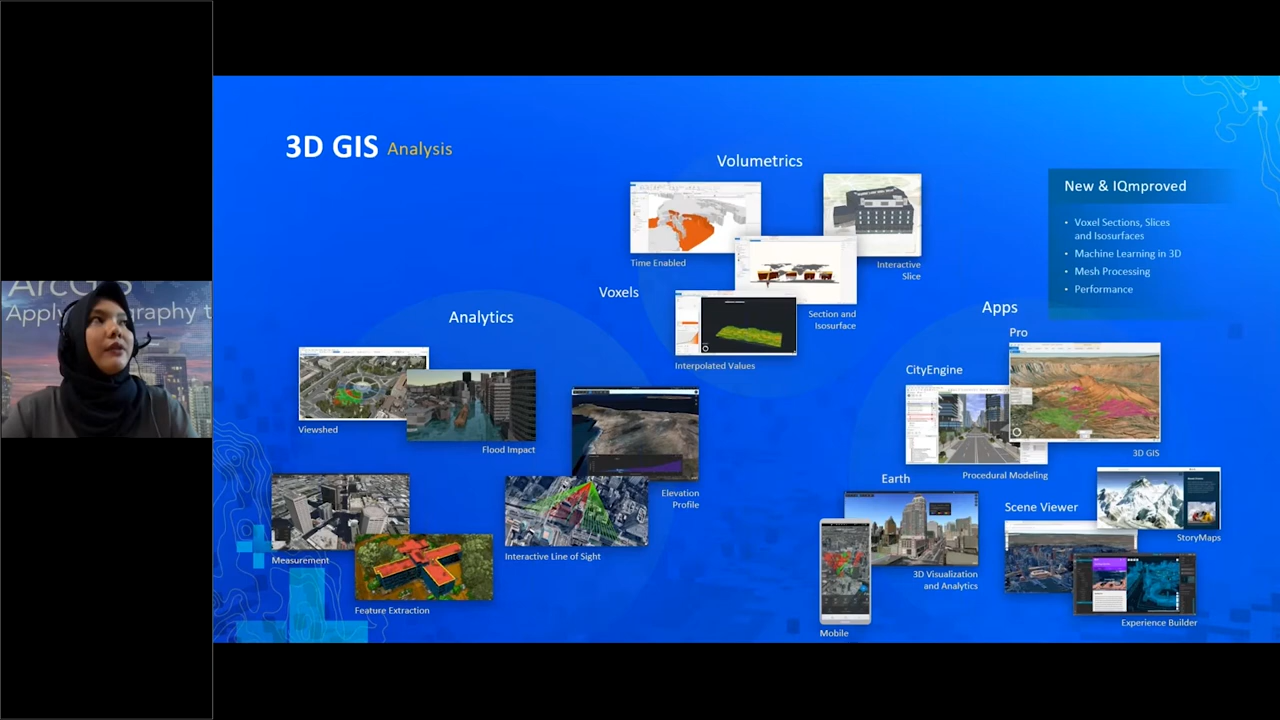 ArcGIS
3D GIS Analysis
Volumetrics
Time Enabled
Interactive
Slice
Voxels
Section and
Isosurface
Interpolated Values
New & IQmproved
• Voxel Sections, Slices
and Isosurfaces
• Machine Learning in 3D
• Mesh Processing
• Performance
Analytics
Viewshed
Flood Impact
Elevation
Profile
Measurement
Interactive Line of Sight
Feature Extraction
Apps
Pro
CityEngine
3D GIS
Procedural Modeling
Earth
Scene Viewer
StoryMaps
3D Visualization
and Analytics
Experience Builder
Mobile